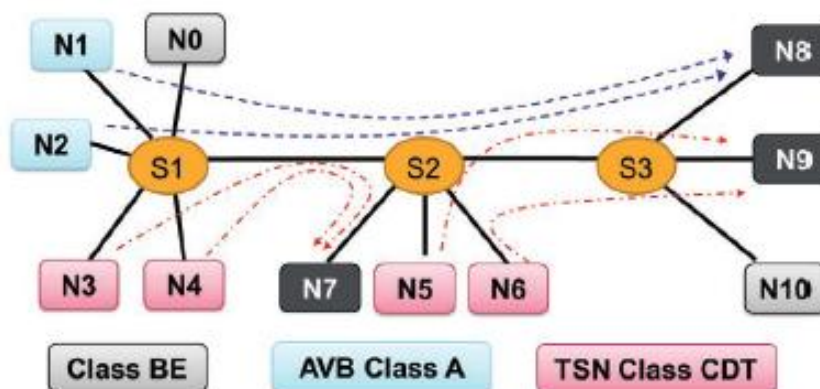 N1
N0
N8
N2
S1
S2
S3
N9
N3
N4
N7
N5
N6
N10
Class BE
AVB Class A
TSN Class CDT